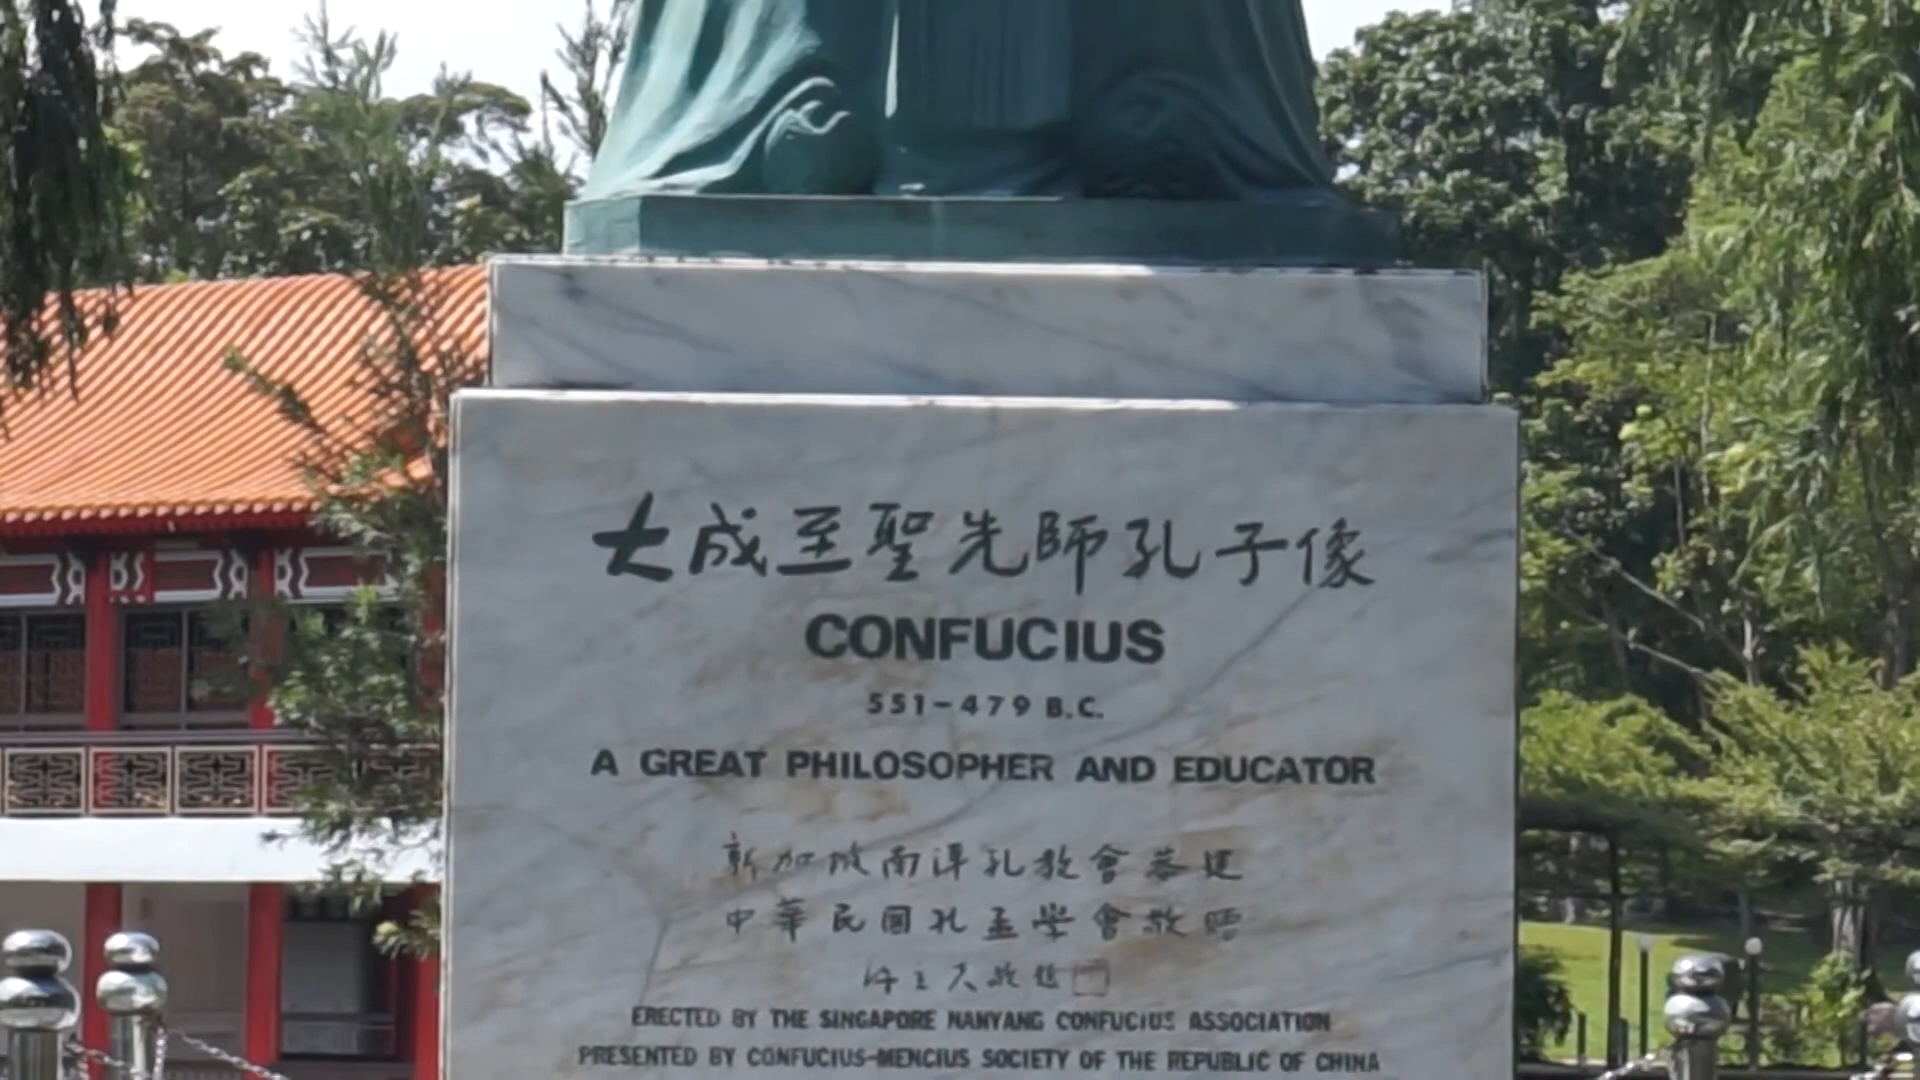 大成至聖先師孔子像
CONFUCIUS
551-479 B.C.
A GREAT PHILOSOPHER AND EDUCATOR
新加坡南洋孔教會恭建
中華民國孔孟學會敬贈
敬題
ERECTED BY THE SINGAPORE NANYANG CONFUCIUS ASSOCIATION
PRESENTED BY CONFUCIUS-MENCIUS SOCIETY OF THE REPUBLIC OF CHINA